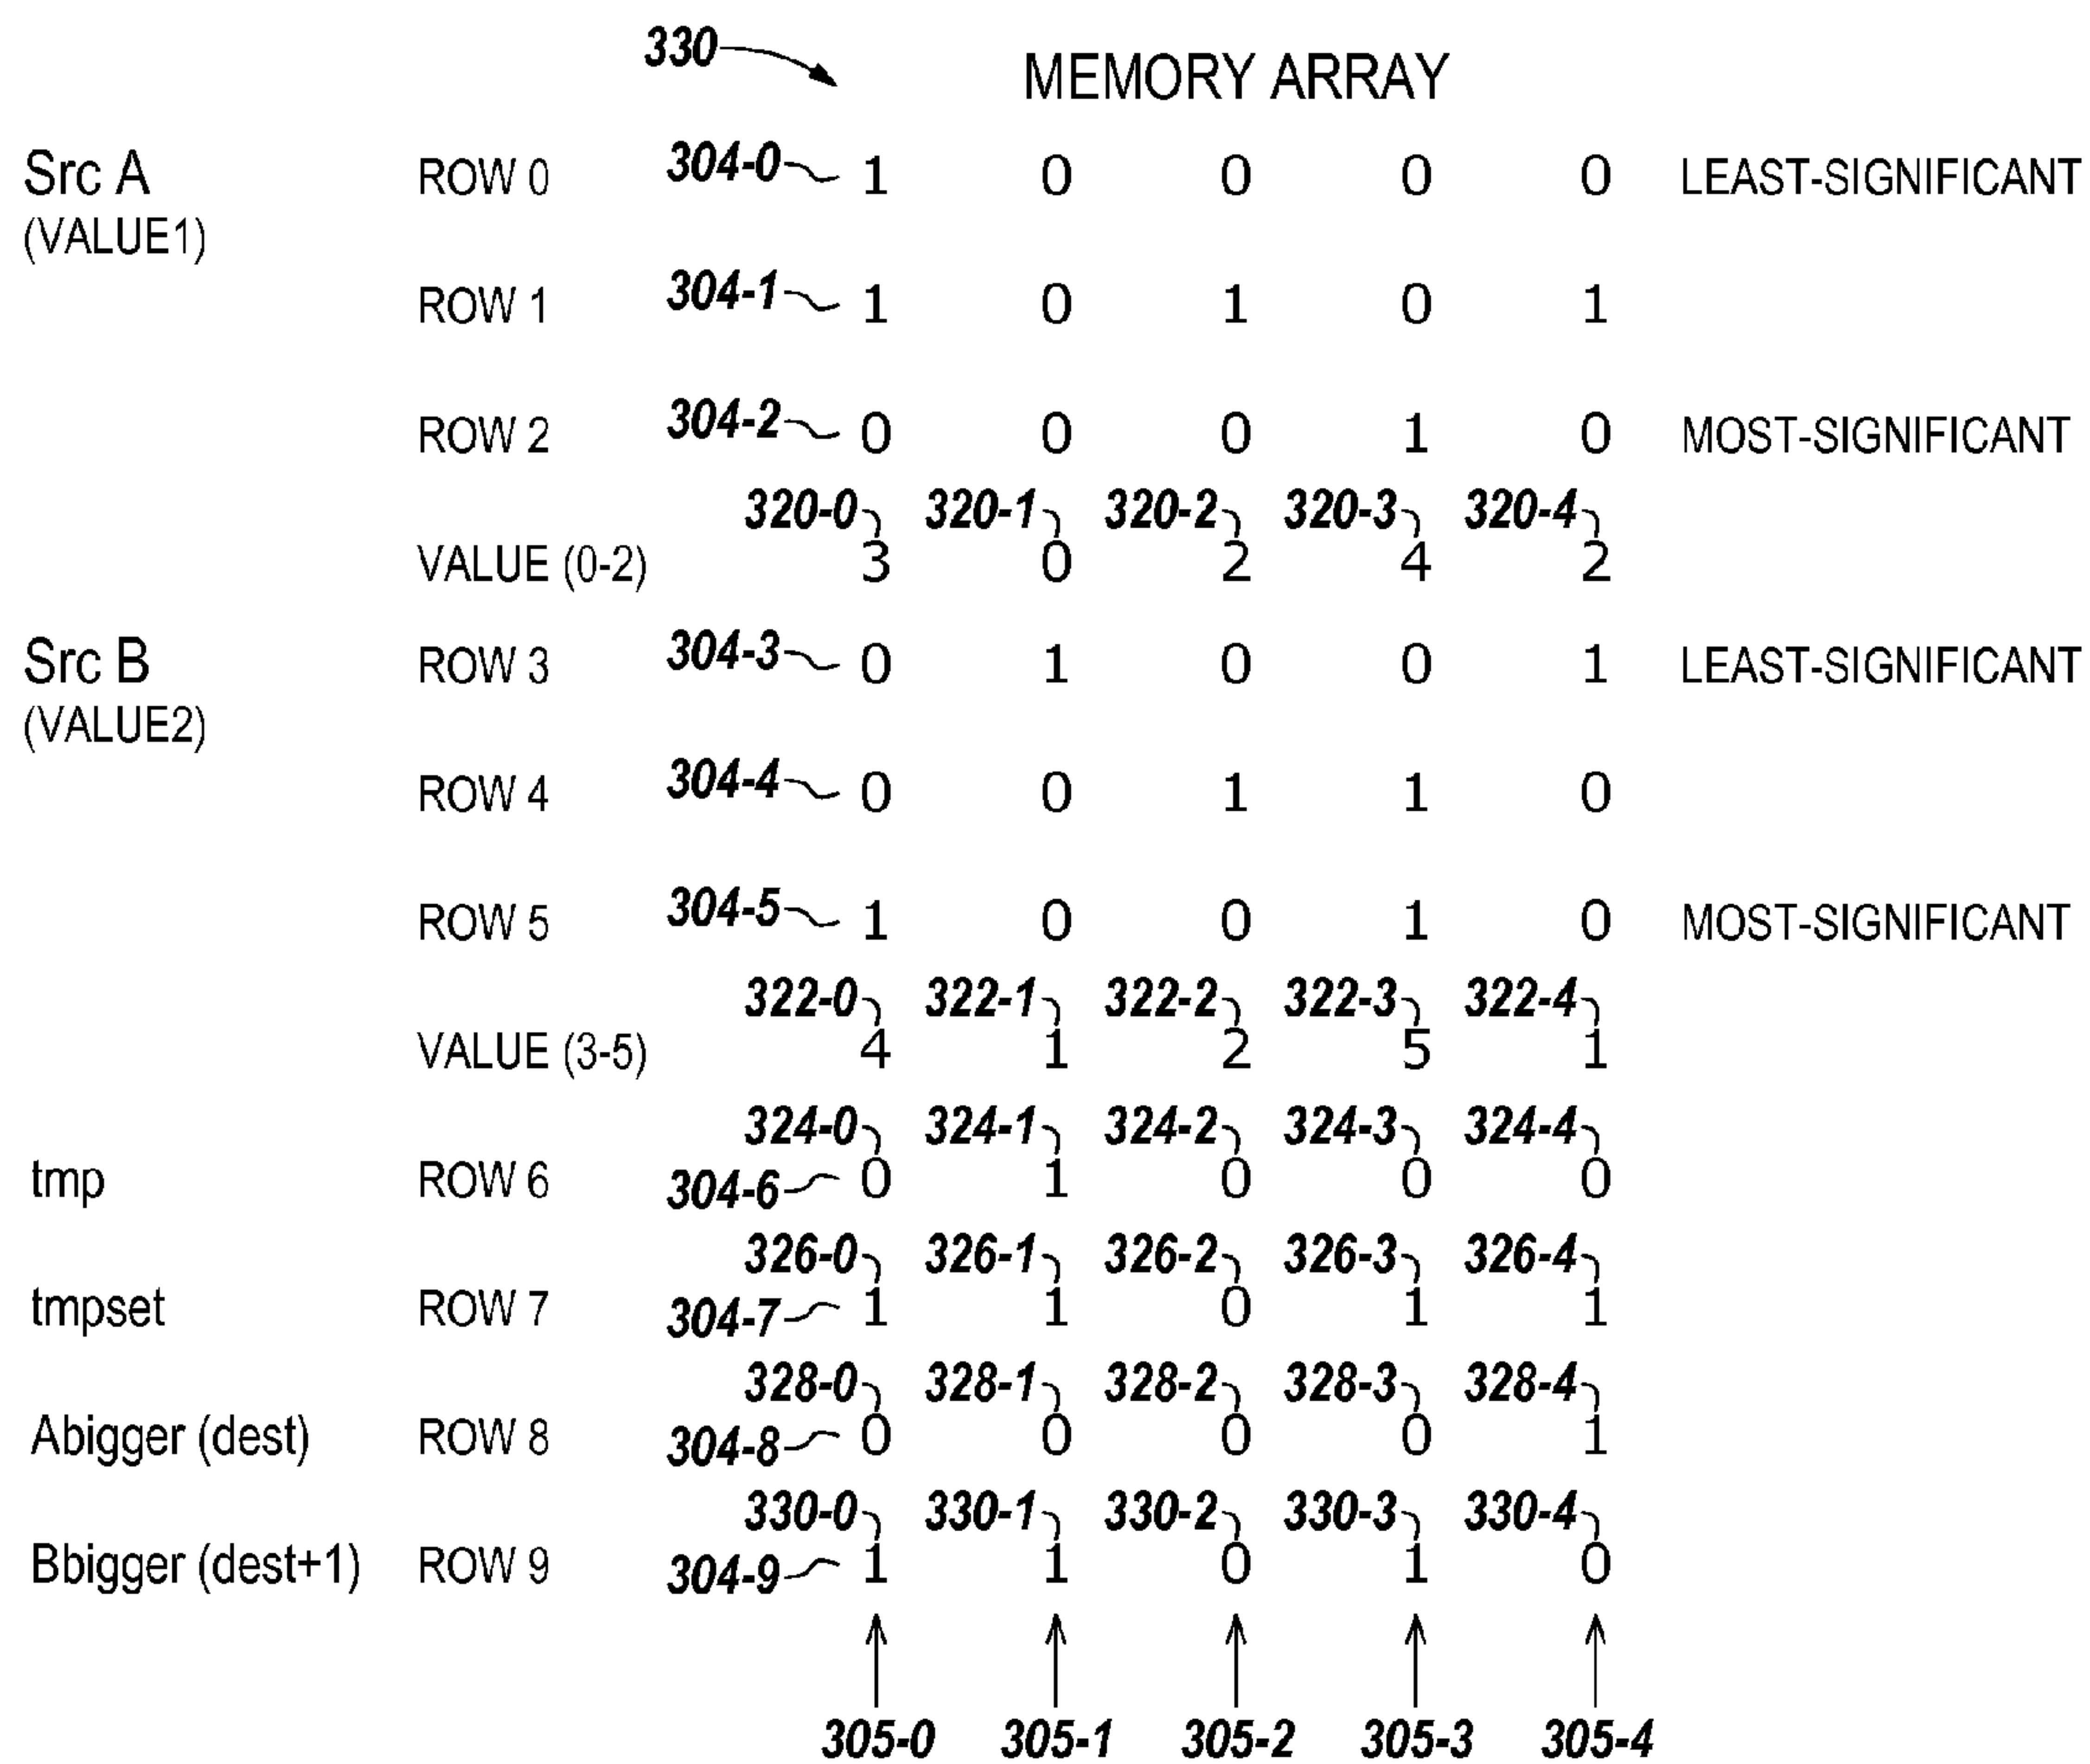 330 MEMORY ARRAY
Src A ROW 0 304-0 1 0 0 0 0 LEAST-SIGNIFICANT
(VALUE1)
ROW 1 304-1 1 0 1 0 1
ROW 2 304-2 0 0 0 1 0 MOST-SIGNIFICANT
320-0 320-1 320-2 320-3 320-4
VALUE (0-2) 3 0 2 4 2
Src B ROW 3 304-3 0 1 0 0 1 LEAST-SIGNIFICANT
(VALUE2)
ROW 4 304-4 0 0 1 1 0
ROW 5 304-5 1 0 0 1 0 MOST-SIGNIFICANT
322-0 322-1 322-2 322-3 322-4
VALUE (3-5) 4 1 2 5 1
324-0 324-1 324-2 324-3 324-4
tmp ROW 6 304-6 0 1 0 0 0
326-0 326-1 326-2 326-3 326-4
tmpset ROW 7 304-7 1 1 0 1 1
328-0 328-1 328-2 328-3 328-4
Abigger (dest) ROW 8 304-8 0 0 0 0 1
330-0 330-1 330-2 330-3 330-4
Bbigger (dest+1) ROW 9 304-9 1 1 0 1 0
305-0 305-1 305-2 305-3 305-4